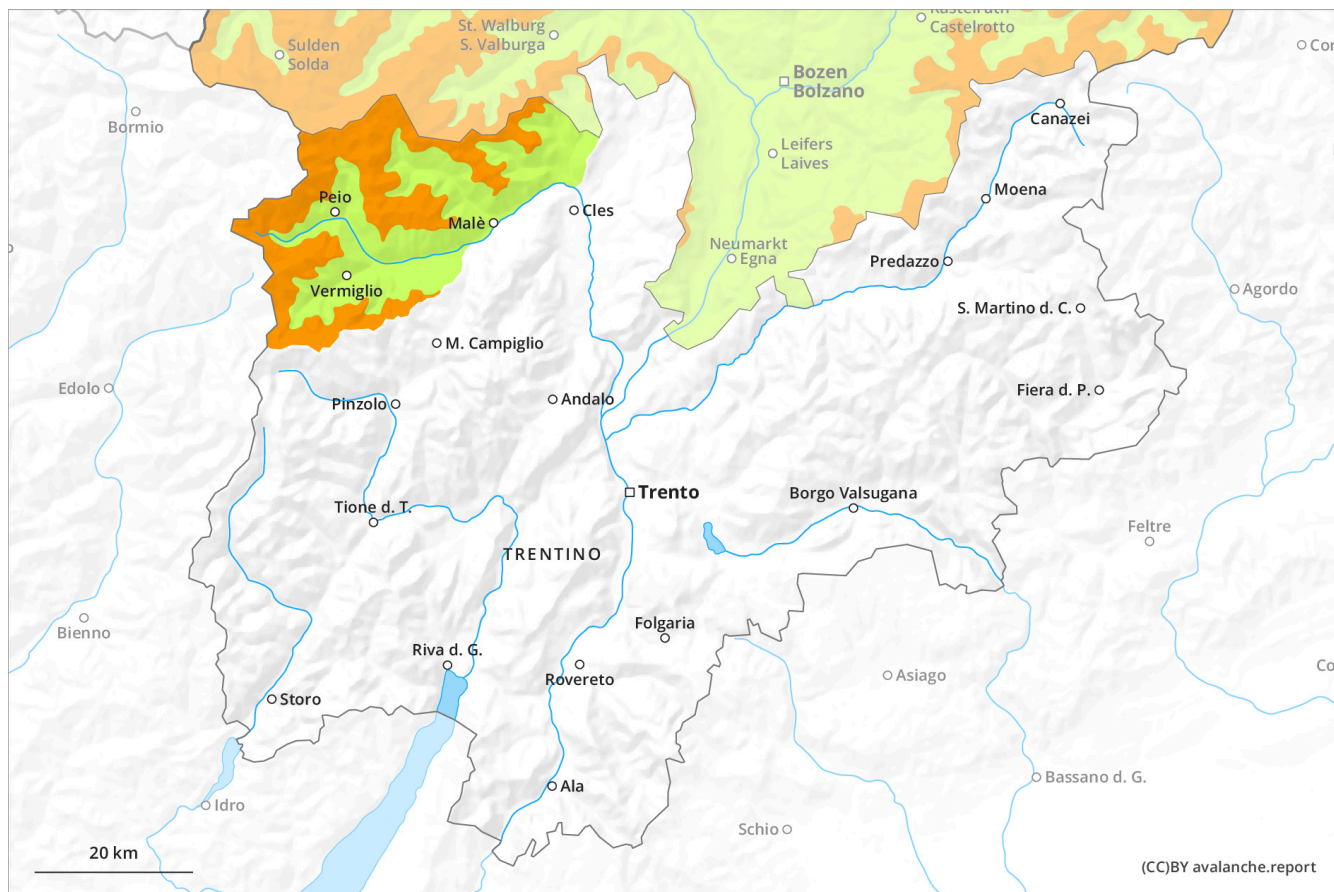 Castelrotto
St. Walburg
S. Valburga
Sulden
Solda
Bozen
Bolzano
Bormio
Canazei
Leifers
Laives
Peio
Moena
Malè
Cles
Neumarkt
Egna
Predazzo
Vermiglio
Agordo
S. Martino d. C.
M. Campiglio
Edolo
Pinzolo
Andalo
Fiera d. P.
Trento
Borgo Valsugana
Tione d. T.
Feltre
TRENTINO
Bienno
Folgaria
Riva d. G.
Rovereto
Asiago
Storo
Bassano d. G.
Ala
Idro
Schio
20 km
(CC)BY avalanche.report